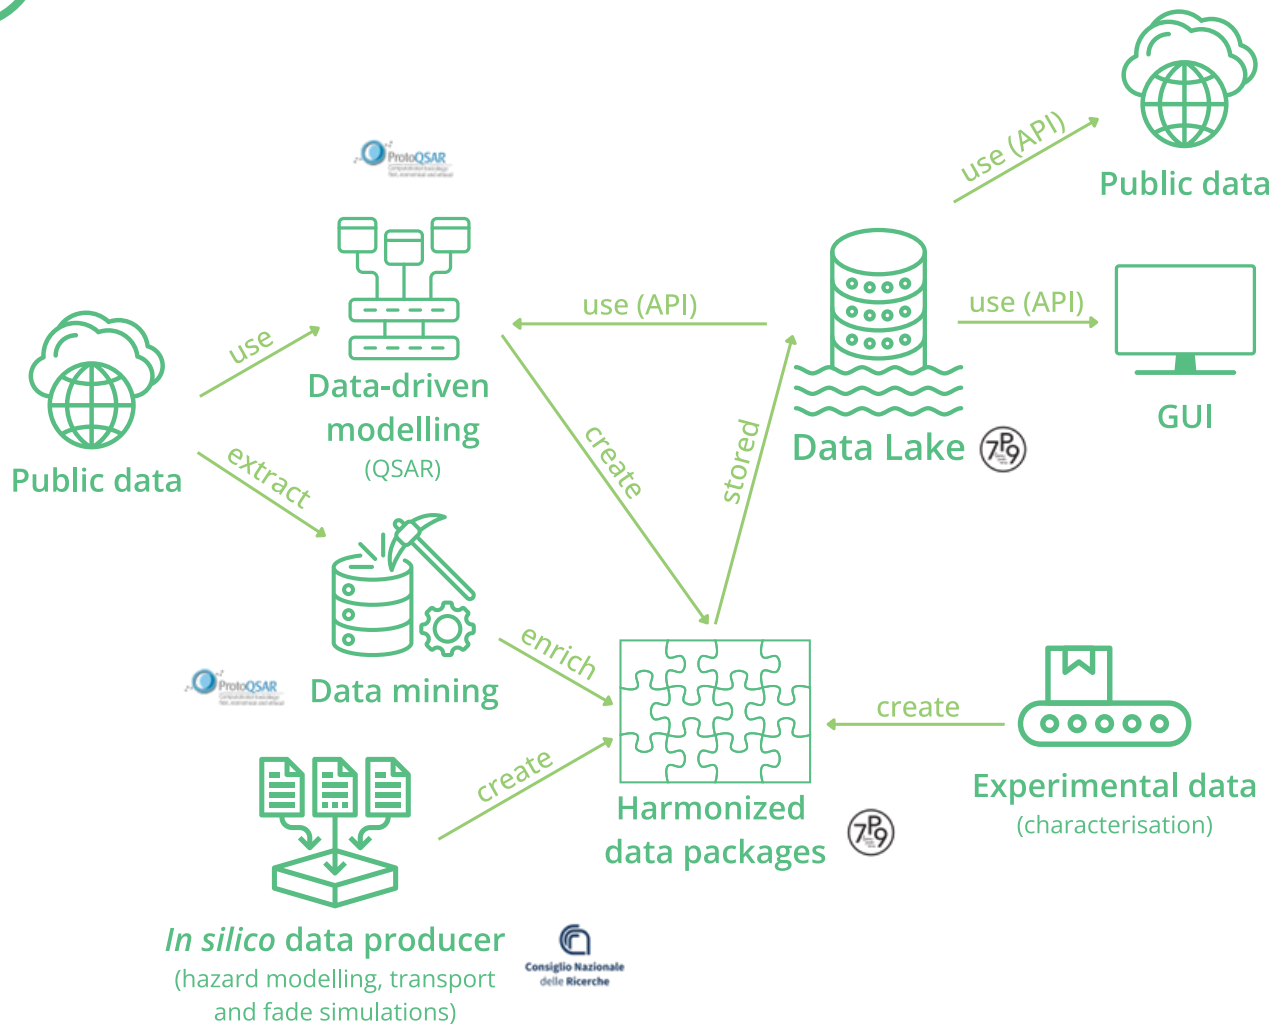 ProtoQSAR
use (API)
Public data
use (API)
use (API)
use
Data-driven
modelling
(QSAR)
GUI
Data Lake
7P9
Public data
extract
create
stored
enrich
ProtoQSAR
Data mining
create
create
Harmonized
data packages
7P9
Experimental data
(characterisation)
In silico data producer
(hazard modelling, transport
and fade simulations)
Consiglio Nazionale
delle Ricerche